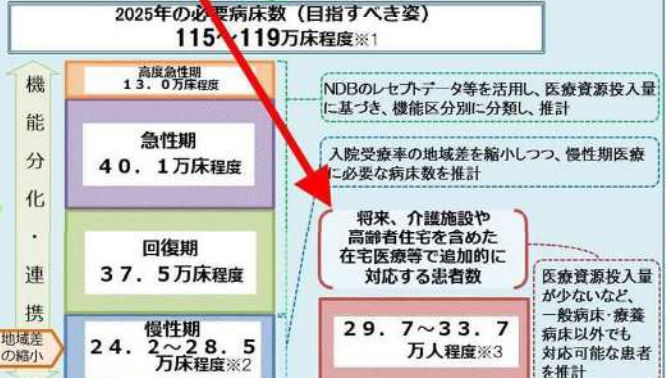 2025年の必要病床数（目指すべき姿）
115～119万床程度※1
機能分化・連携
地域差
の縮小
高度急性期
13．0万床程度
急性期
40．1万床程度
回復期
37．5万床程度
慢性期
24．2～28．5
万床程度※2
NDBのレセプトデータ等を活用し、医療資源投入量
に基づき、機能区分別に分類し、推計
入院受療率の地域差を縮小しつつ、慢性期医療
に必要な病床数を推計
将来、介護施設や
高齢者住宅を含めた
在宅医療等で追加的に
対応する患者数
29．7～33．7
万人程度※3
医療資源投入量
が少ないなど、
一般病床・療養
病床以外でも
対応可能な患者
を推計